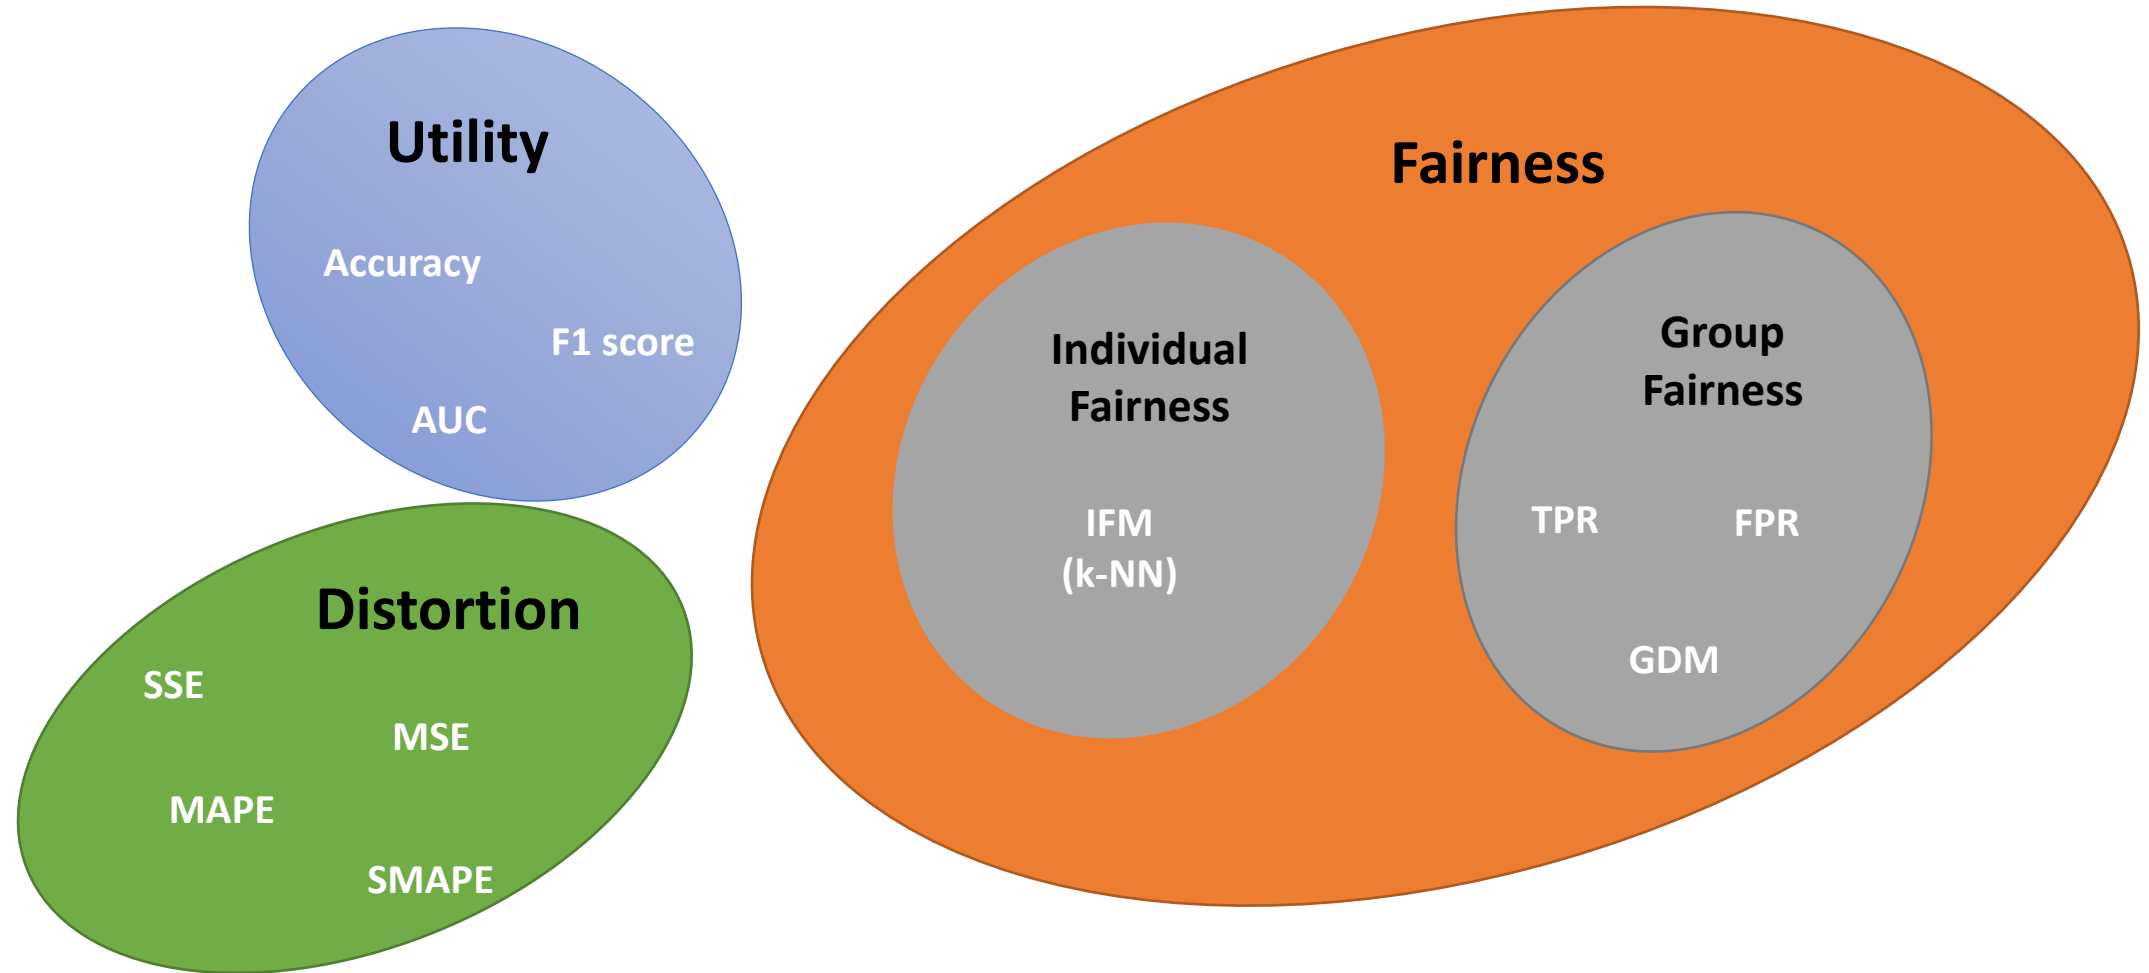 Utility
Accuracy
F1 score
AUC
Distortion
SSE
MSE
MAPE
SMAPE
Fairness
Individual
Fairness
IFM
(k-NN)
Group
Fairness
TPR
FPR
GDM